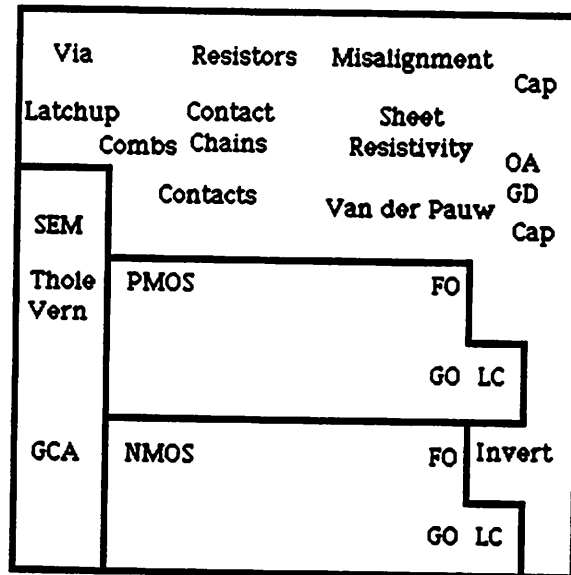 Via Resistors Misalignment
Cap
Latchup Contact Sheet
Combs Chains Resistivity
OA
Contacts GD
Van der Pauw
SEM Cap
Thole PMOS FO
Vern
GO LC
GCA NMOS FO Invert
GO LC